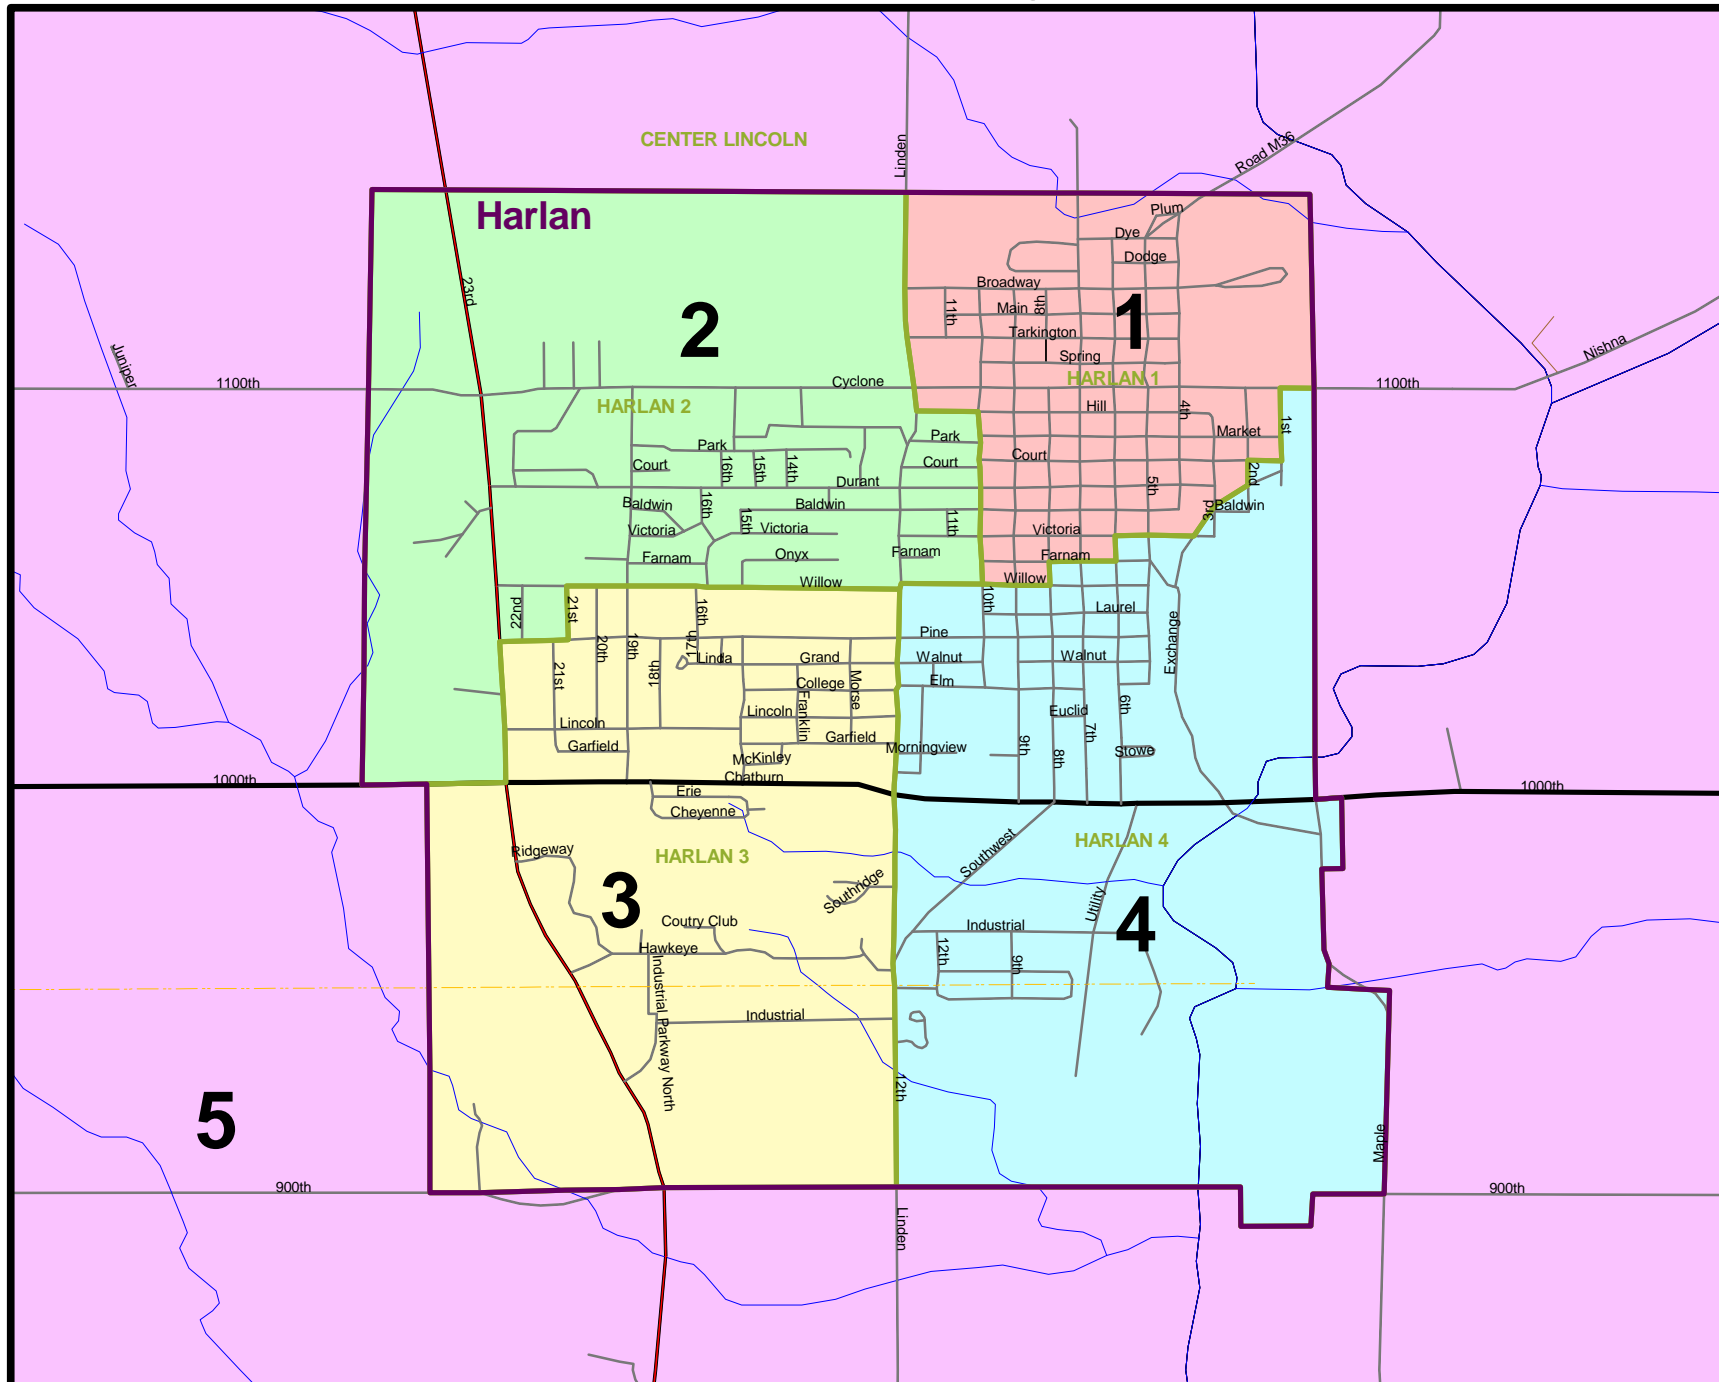 CENTER LINCOLN
Linden
Road M36
Harlan
Plum
Dye
Dodge
23rd
Broadway
11th
Main
8th
1
2
Tarkington
Spring
Juniper
Nishna
1100th
Cyclone
HARLAN 1
1100th
HARLAN 2
Hill
4th
1st
Park
Park
Market
Court
16th
15th
14th
Court
Court
2nd
Durant
5th
Baldwin
16th
Baldwin
3rd
Baldwin
15th
11th
Victoria
Victoria
Victoria
Farnam
Onyx
Farnam
Farnam
Willow
Willow
22nd
21st
16th
10th
Laurel
20th
19th
17th
Pine
Exchange
Linda
Grand
Walnut
Walnut
21st
18th
College
Morse
Elm
Lincoln
Lincoln
Franklin
Euclid
6th
7th
Garfield
Garfield
Morningview
9th
8th
Stowe
McKinley
Chatburn
1000th
1000th
Erie
Cheyenne
Southwest
HARLAN 4
Ridgeway
HARLAN 3
3
Southridge
Utility
4
Coutry Club
Industrial
Hawkeye
12th
9th
Industrial Parkway North
Industrial
5
12th
Maple
900th
900th
Linden